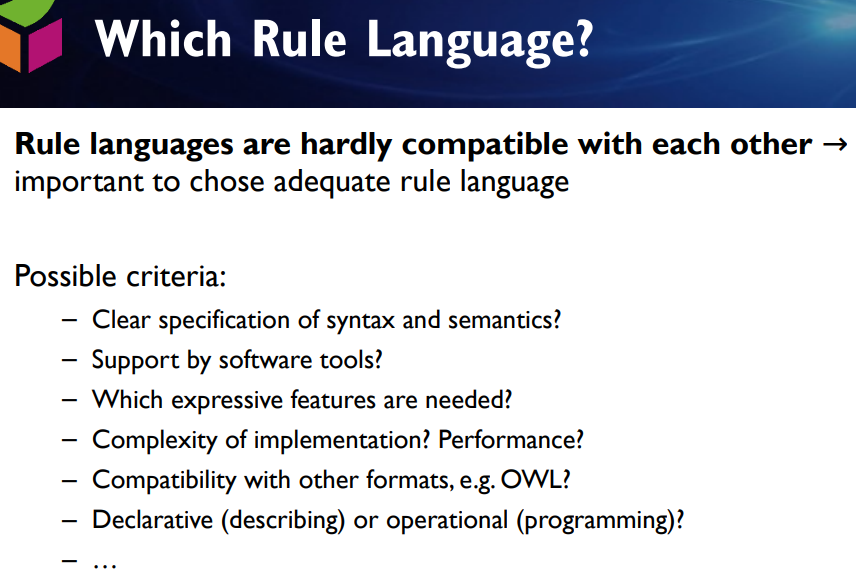 Which Rule Language?
Rule languages are hardly compatible with each other →
important to chose adequate rule language
Possible criteria:
– Clear specification of syntax and semantics?
– Support by software tools?
– Which expressive features are needed?
– Complexity of implementation? Performance?
– Compatibility with other formats, e.g. OWL?
– Declarative (describing) or operational (programming)?
– …